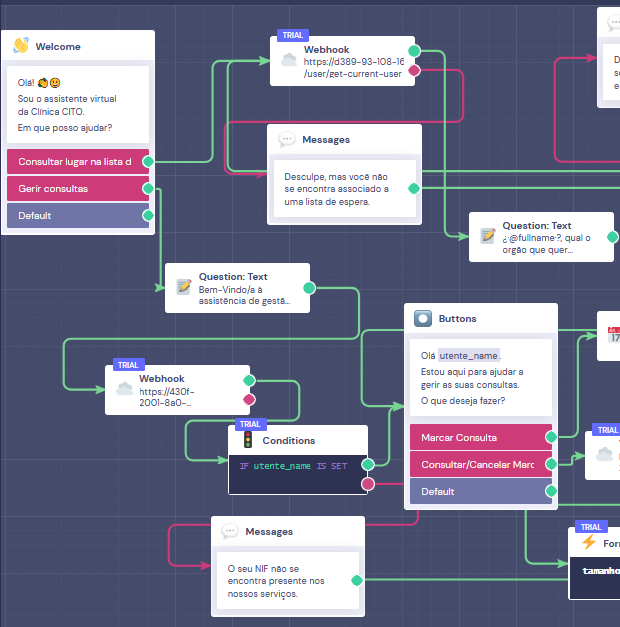 Welcome
Olá!
Sou o assistente virtual
da Clínica CITO.
Em que posso ajudar?
Consultar lugar na lista d
Gerir consultas
Default
TRIAL
Webhook
https://d389-93-108-16
/user/get-current-user
Messages
Desculpe, mas você não
se encontra associado a
uma lista de espera.
Question: Text
¿·@fullname·?, qual o
orgão que quer...
Question: Text
Bem-Vindo/a à
assistência de gestã...
TRIAL
Webhook
https://430f-
2001-8a0-...
TRIAL
Conditions
IF utente_name IS SET
Buttons
Olá utente_name.
Estou aqui para ajudar a
gerir as suas consultas.
O que deseja fazer?
Marcar Consulta
Consultar/Cancelar Marc
Default
TRIAL
Messages
O seu NIF não se
encontra presente nos
nossos serviços.
TRIAL
Forr